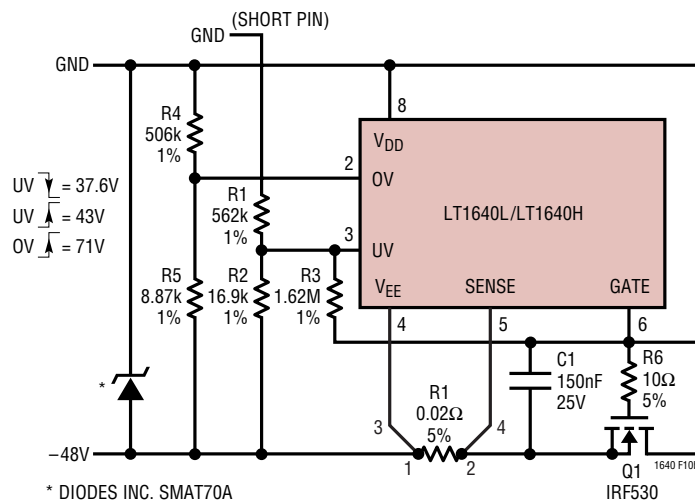 (SHORT PIN)
GND
GND
R4
506k
1%
8
V_DD
2
OV
UV = 37.6V
UV = 43V
OV = 71V
R1
562k
1%
LT1640L/LT1640H
3
UV
R5
8.87k
1%
R2
16.9k
1%
R3
1.62M
1%
V_EE
SENSE
GATE
4
5
6
C1
150nF
25V
R6
10Ω
5%
R1
0.02Ω
5%
3
4
*
–48V
1
2
Q1
IRF530
1640 F10
* DIODES INC. SMAT70A